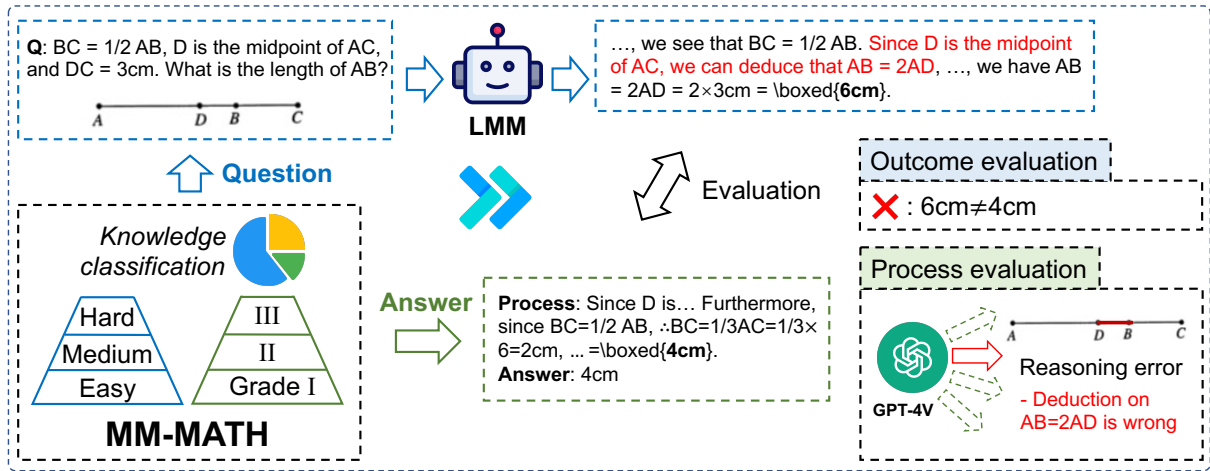 Q: BC = 1/2 AB, D is the midpoint of AC,
and DC = 3cm. What is the length of AB?
A D B C
LMM
…, we see that BC = 1/2 AB. Since D is the midpoint
of AC, we can deduce that AB = 2AD, …, we have AB
= 2AD = 2×3cm = \boxed{6cm}.
Question
Evaluation
Knowledge
classification
Hard
Medium
Easy
III
II
Grade I
MM-MATH
Answer
Process: Since D is… Furthermore,
since BC=1/2 AB, ∴BC=1/3AC=1/3×
6=2cm, ... =\boxed{4cm}.
Answer: 4cm
Outcome evaluation
: 6cm≠4cm
Process evaluation
A D B C
GPT-4V
Reasoning error
- Deduction on
AB=2AD is wrong